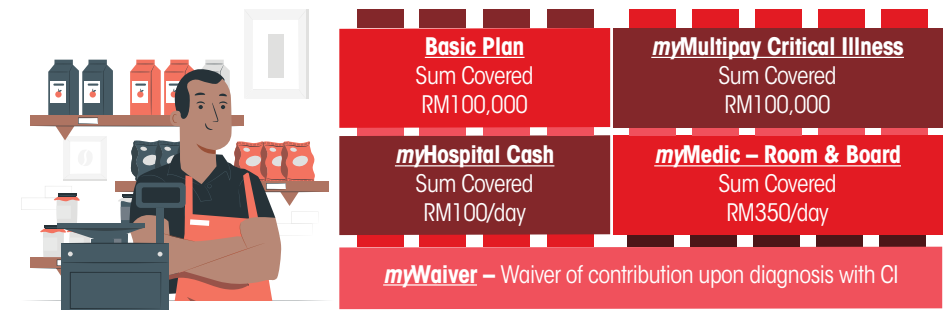 Basic Plan
Sum Covered
RM100,000
myMultipay Critical Illness
Sum Covered
RM100,000
myHospital Cash
Sum Covered
RM100/day
myMedic – Room & Board
Sum Covered
RM350/day
myWaiver – Waiver of contribution upon diagnosis with CI